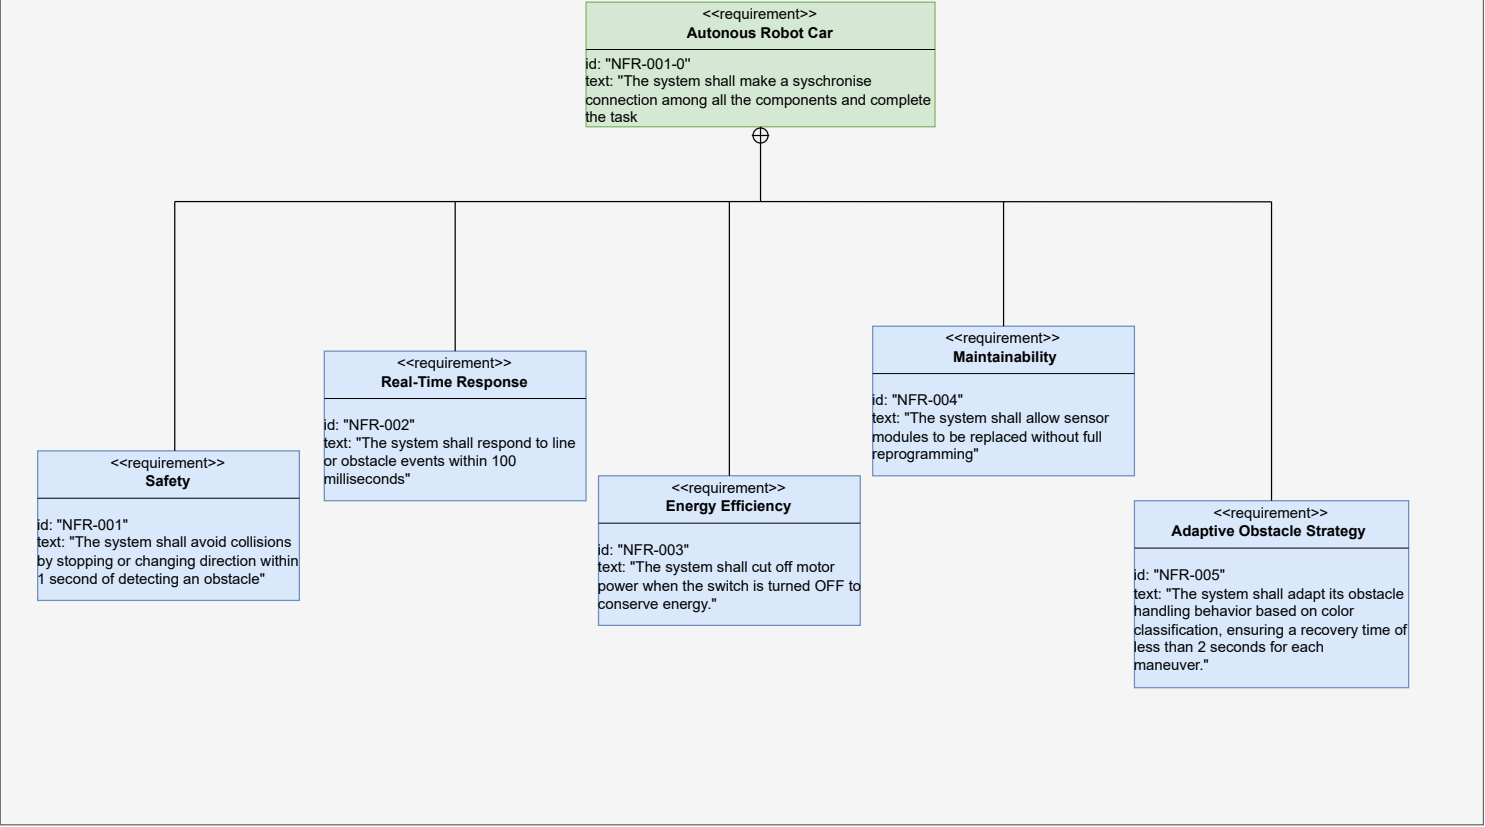 <<requirement>>
Autonous Robot Car
id: "NFR-001-0"
text: "The system shall make a syschronise
connection among all the components and complete
the task
<<requirement>>
Safety
id: "NFR-001"
text: "The system shall avoid collisions
by stopping or changing direction within
1 second of detecting an obstacle"
<<requirement>>
Real-Time Response
id: "NFR-002"
text: "The system shall respond to line
or obstacle events within 100
milliseconds"
<<requirement>>
Energy Efficiency
id: "NFR-003"
text: "The system shall cut off motor
power when the switch is turned OFF to
conserve energy."
<<requirement>>
Maintainability
id: "NFR-004"
text: "The system shall allow sensor
modules to be replaced without full
reprogramming"
<<requirement>>
Adaptive Obstacle Strategy
id: "NFR-005"
text: "The system shall adapt its obstacle
handling behavior based on color
classification, ensuring a recovery time of
less than 2 seconds for each
maneuver."